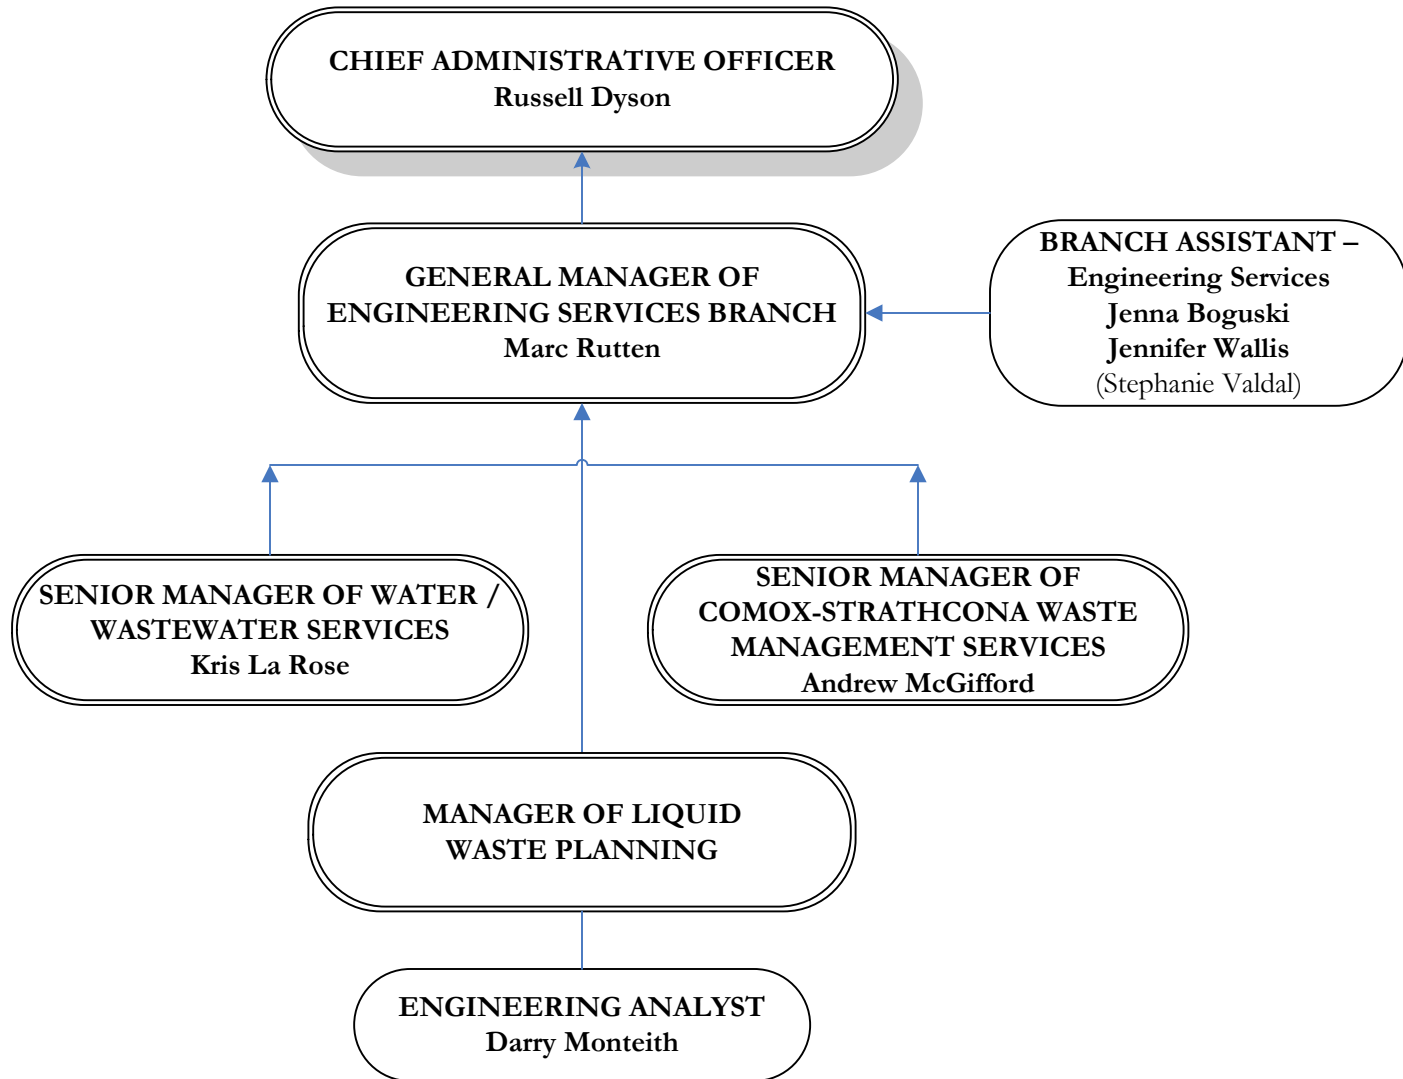 CHIEF ADMINISTRATIVE OFFICER
Russell Dyson
GENERAL MANAGER OF
ENGINEERING SERVICES BRANCH
Marc Rutten
BRANCH ASSISTANT –
Engineering Services
Jenna Boguski
Jennifer Wallis
(Stephanie Valdal)
SENIOR MANAGER OF WATER /
WASTEWATER SERVICES
Kris La Rose
SENIOR MANAGER OF
COMOX-STRATHCONA WASTE
MANAGEMENT SERVICES
Andrew McGifford
MANAGER OF LIQUID
WASTE PLANNING
ENGINEERING ANALYST
Darry Monteith